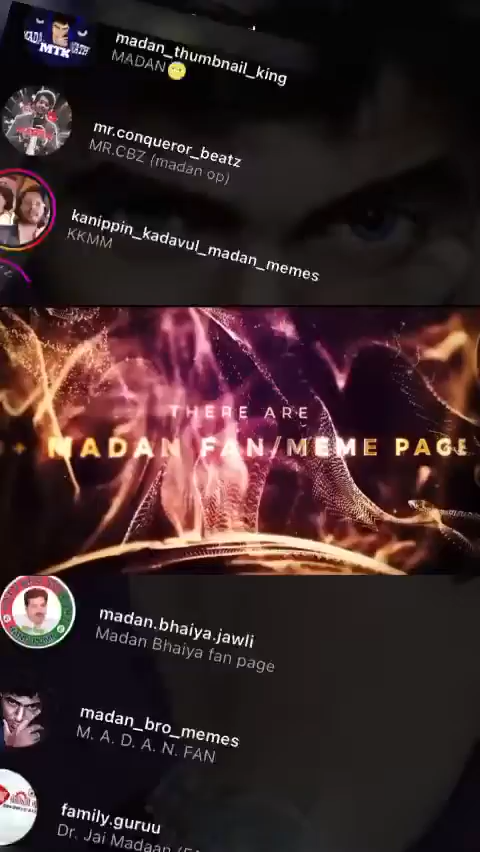 MTK
madan_thumbnail_king
MADAN🌝
mr.conqueror_beatz
MR.CBZ (madan op)
kanippin_kadavul_madan_memes
KKMM
THERE ARE
+ MADAN FAN/MEME PAGE
madan.bhaiya.jawli
Madan Bhaiya fan page
madan_bro_memes
M. A. D. A. N. FAN
family.guruu
Dr. Jai Madaan